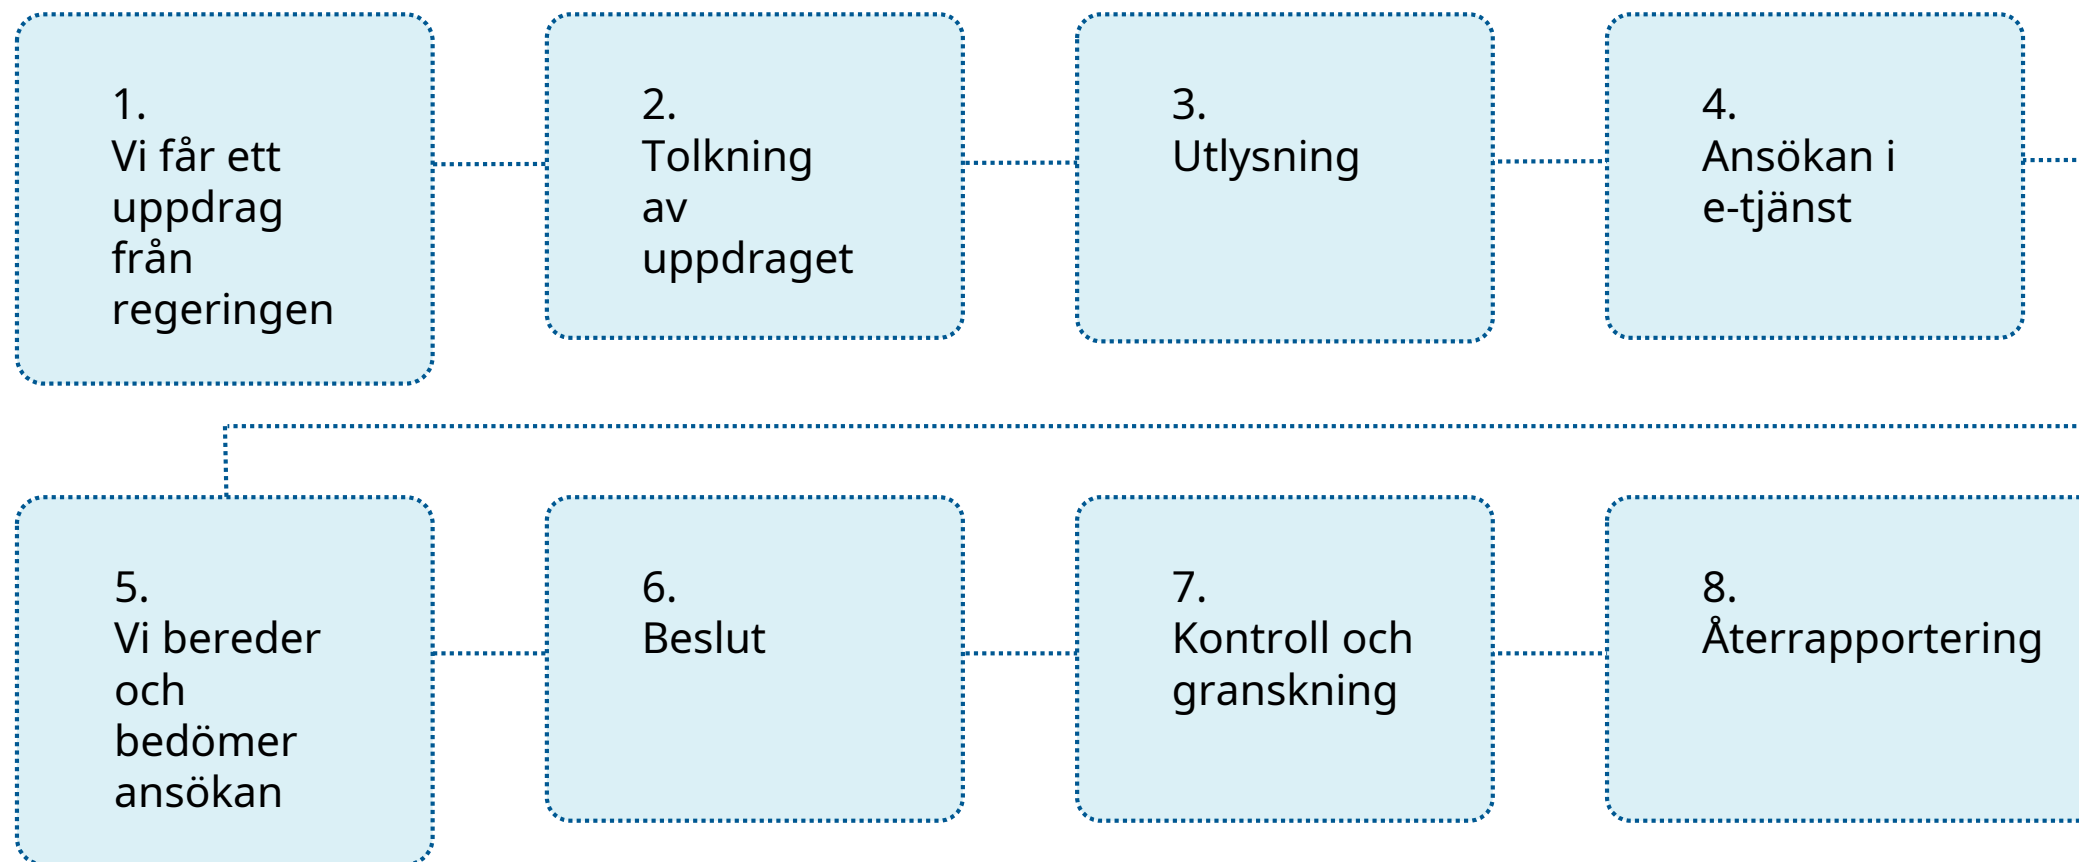 1.
Vi får ett
uppdrag
från
regeringen
2.
Tolkning
av
uppdraget
3.
Utlysning
4.
Ansökan i
e-tjänst
5.
Vi bereder
och
bedömer
ansökan
6.
Beslut
7.
Kontroll och
granskning
8.
Återrapportering